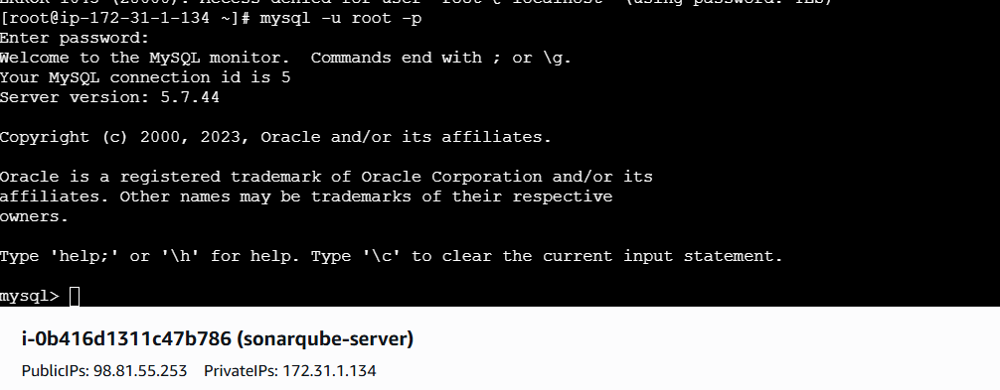 [root@ip-172-31-1-134 ~]# mysql -u root -p
Enter password:
Welcome to the MySQL monitor.  Commands end with ; or \g.
Your MySQL connection id is 5
Server version: 5.7.44
Copyright (c) 2000, 2023, Oracle and/or its affiliates.
Oracle is a registered trademark of Oracle Corporation and/or its
affiliates. Other names may be trademarks of their respective
owners.
Type 'help;' or '\h' for help. Type '\c' to clear the current input statement.
mysql>
i-0b416d1311c47b786 (sonarqube-server)
PublicIPs: 98.81.55.253 PrivateIPs: 172.31.1.134